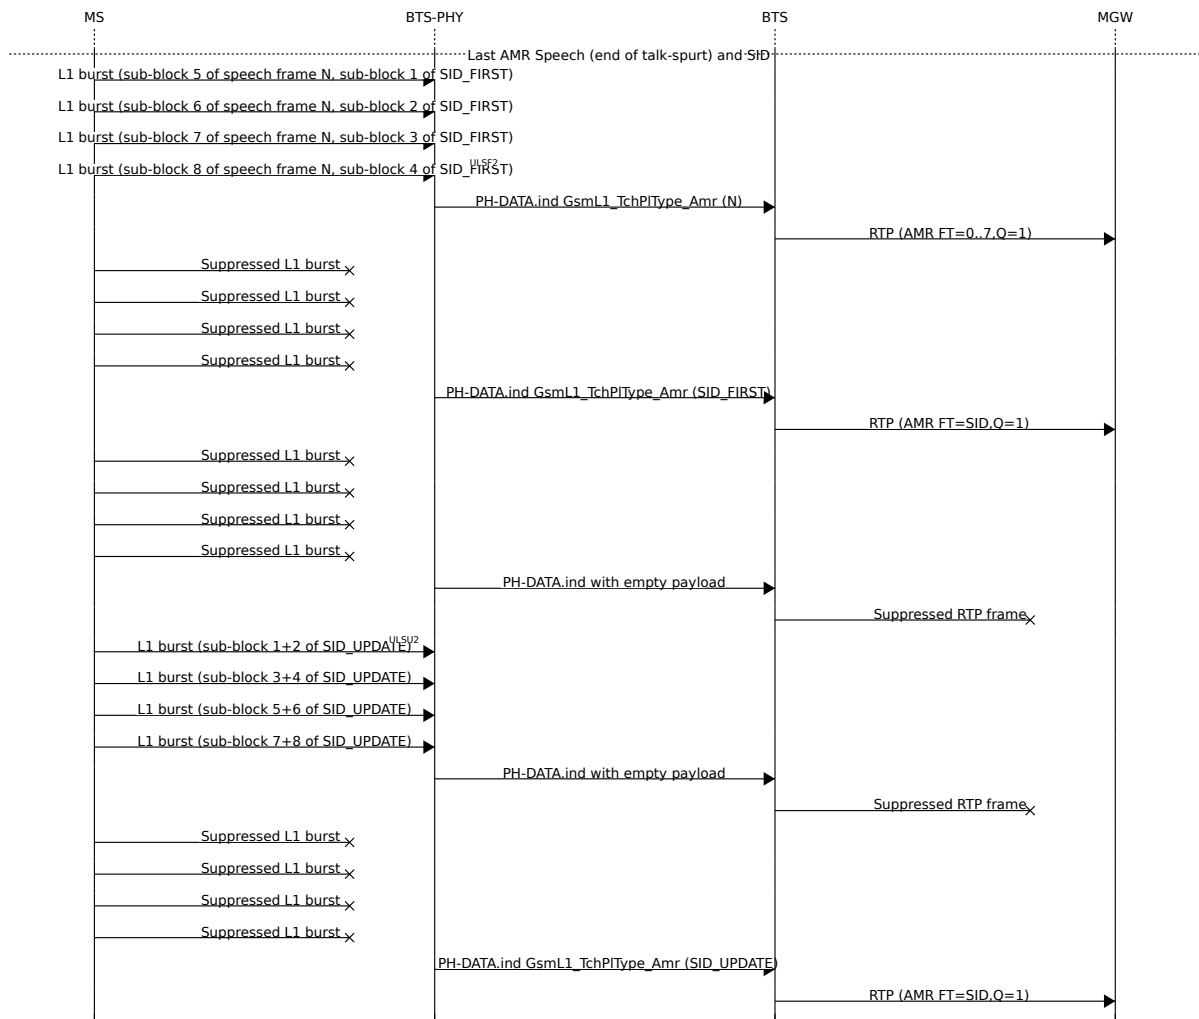 MS BTS-PHY BTS MGW
Last AMR Speech (end of talk-spurt) and SID
L1 burst (sub-block 5 of speech frame N, sub-block 1 of SID_FIRST)
L1 burst (sub-block 6 of speech frame N, sub-block 2 of SID_FIRST)
L1 burst (sub-block 7 of speech frame N, sub-block 3 of SID_FIRST)
ULSF2
L1 burst (sub-block 8 of speech frame N, sub-block 4 of SID_FIRST)
PH-DATA.ind GsmL1_TchPlType_Amr (N)
RTP (AMR FT=0..7,Q=1)
Suppressed L1 burst
Suppressed L1 burst
Suppressed L1 burst
Suppressed L1 burst
PH-DATA.ind GsmL1_TchPlType_Amr (SID_FIRST)
RTP (AMR FT=SID,Q=1)
Suppressed L1 burst
Suppressed L1 burst
Suppressed L1 burst
Suppressed L1 burst
PH-DATA.ind with empty payload
Suppressed RTP frame
ULSU2
L1 burst (sub-block 1+2 of SID_UPDATE)
L1 burst (sub-block 3+4 of SID_UPDATE)
L1 burst (sub-block 5+6 of SID_UPDATE)
L1 burst (sub-block 7+8 of SID_UPDATE)
PH-DATA.ind with empty payload
Suppressed RTP frame
Suppressed L1 burst
Suppressed L1 burst
Suppressed L1 burst
Suppressed L1 burst
PH-DATA.ind GsmL1_TchPlType_Amr (SID_UPDATE)
RTP (AMR FT=SID,Q=1)